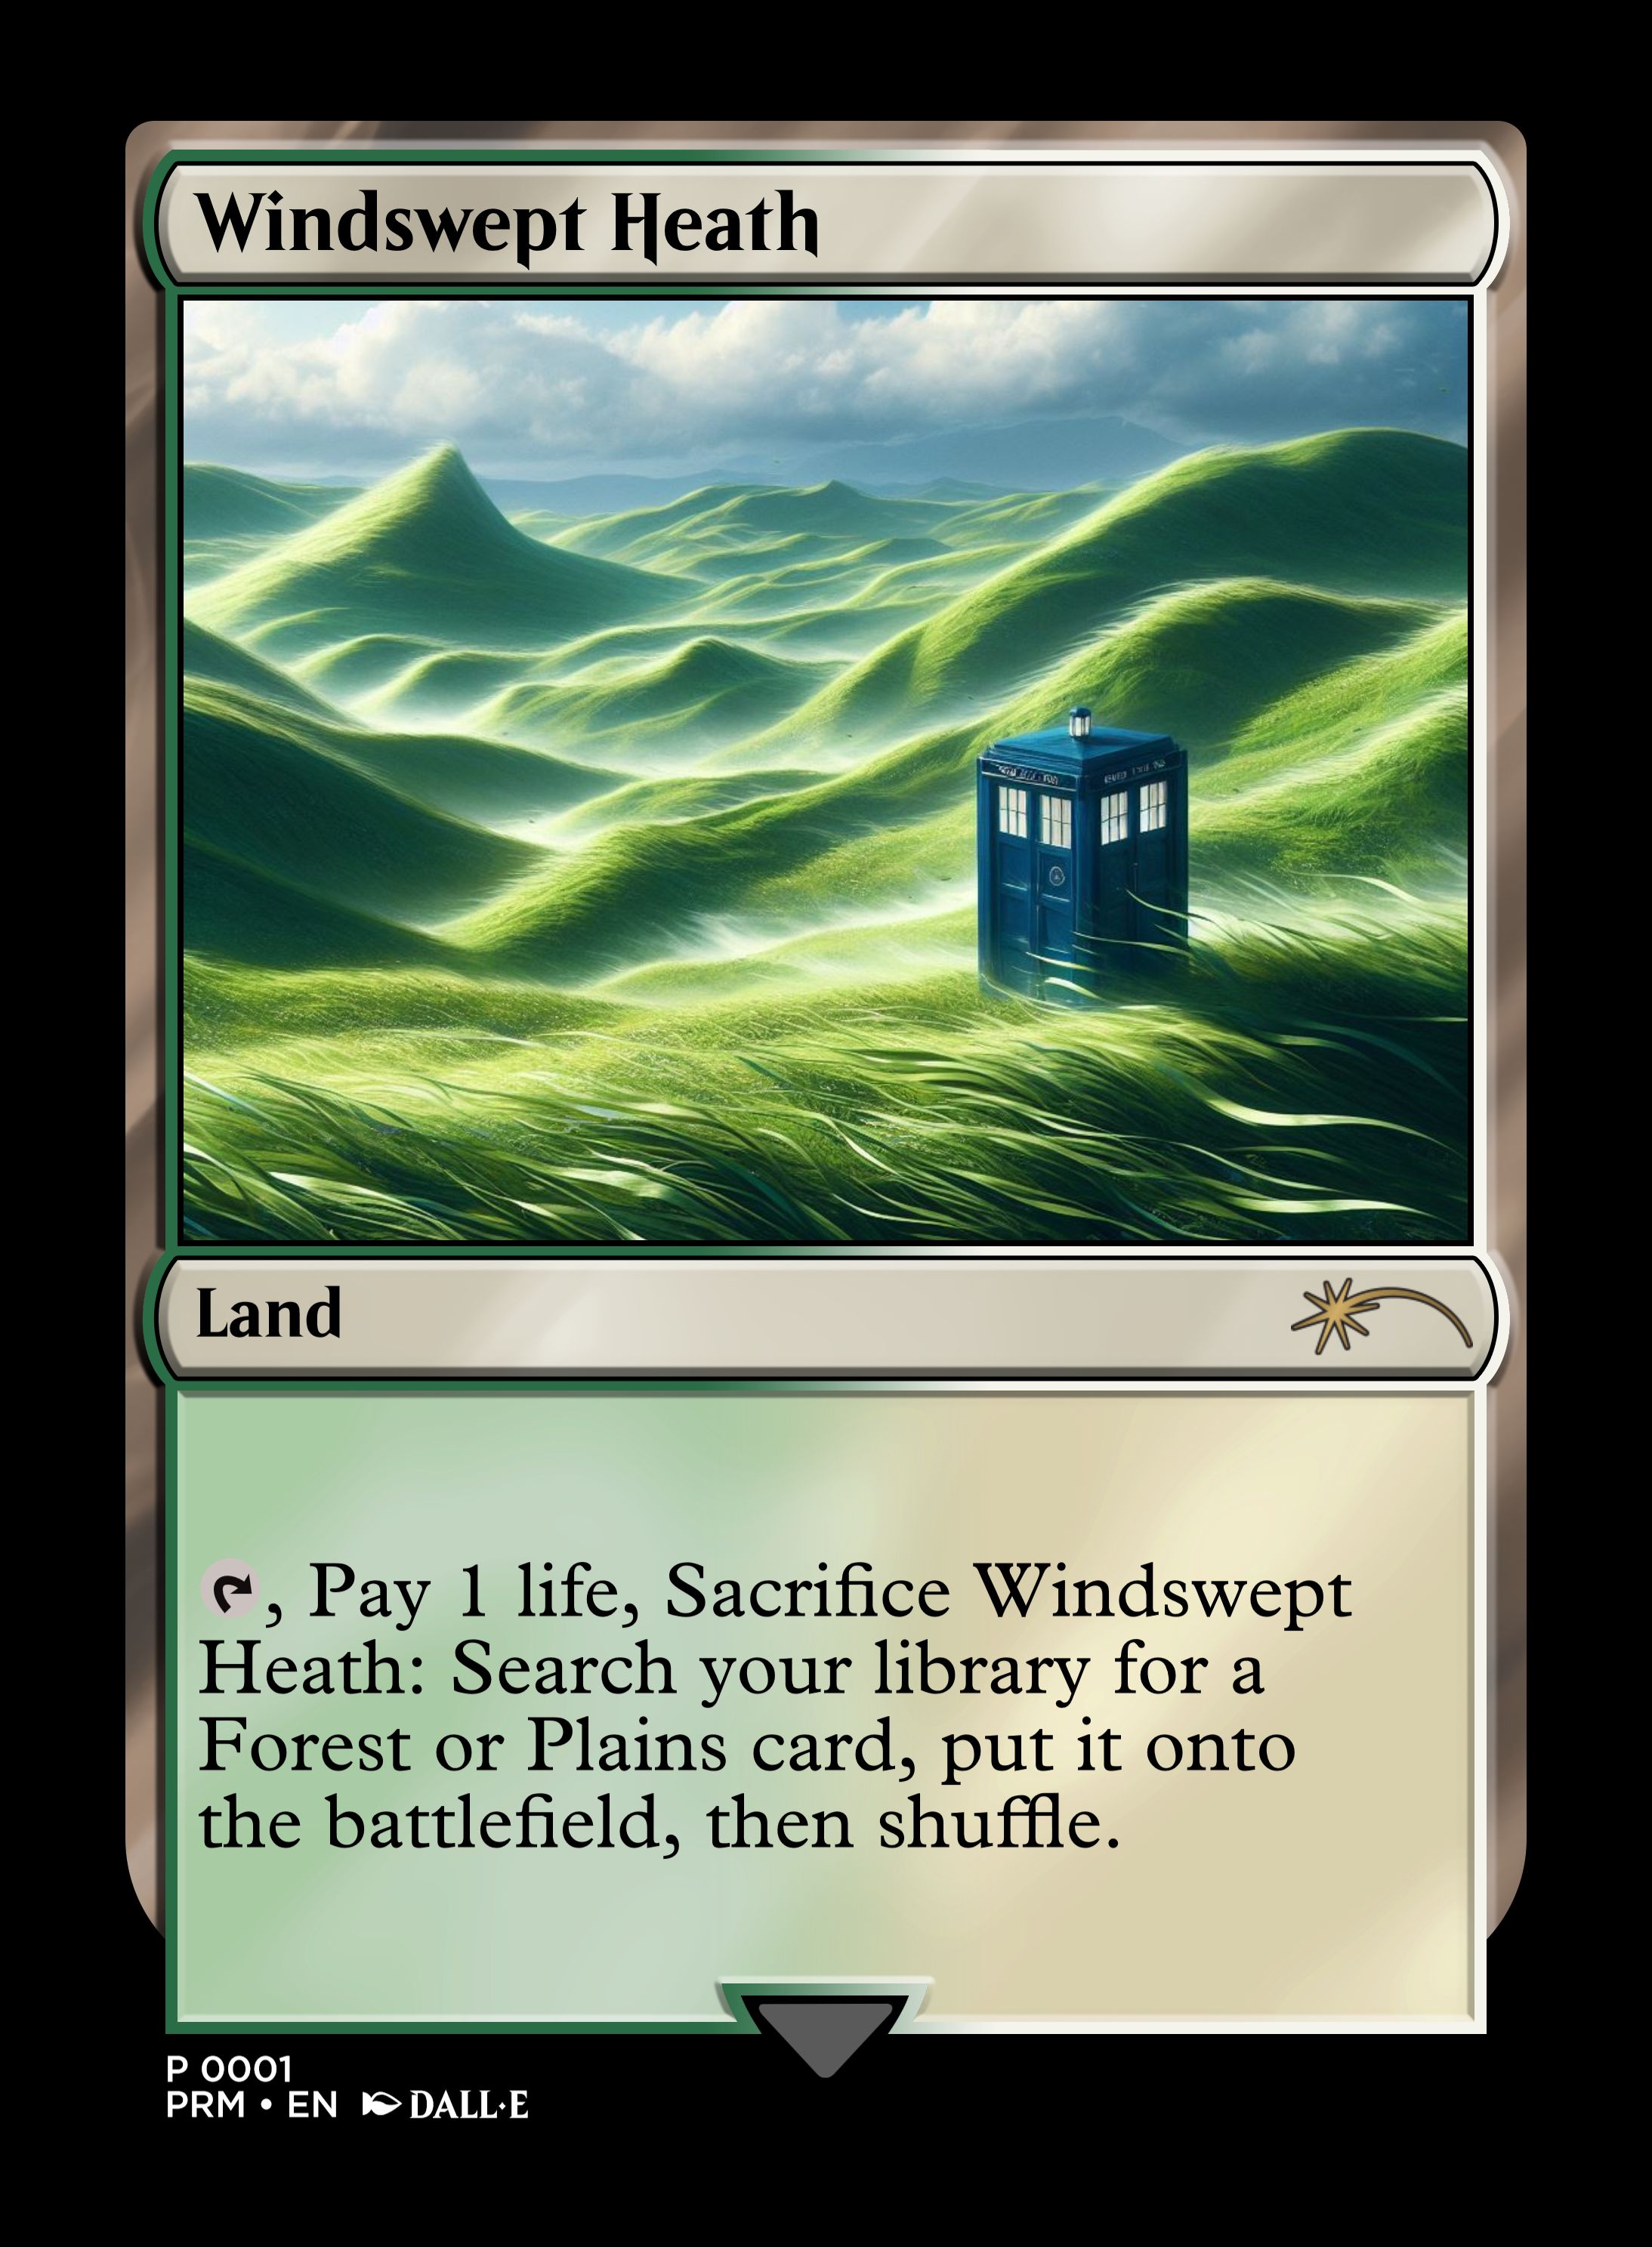 Windswept Heath
Land
, Pay 1 life, Sacrifice Windswept
Heath: Search your library for a
Forest or Plains card, put it onto
the battlefield, then shuffle.
P 0001
PRM • EN DALL•E